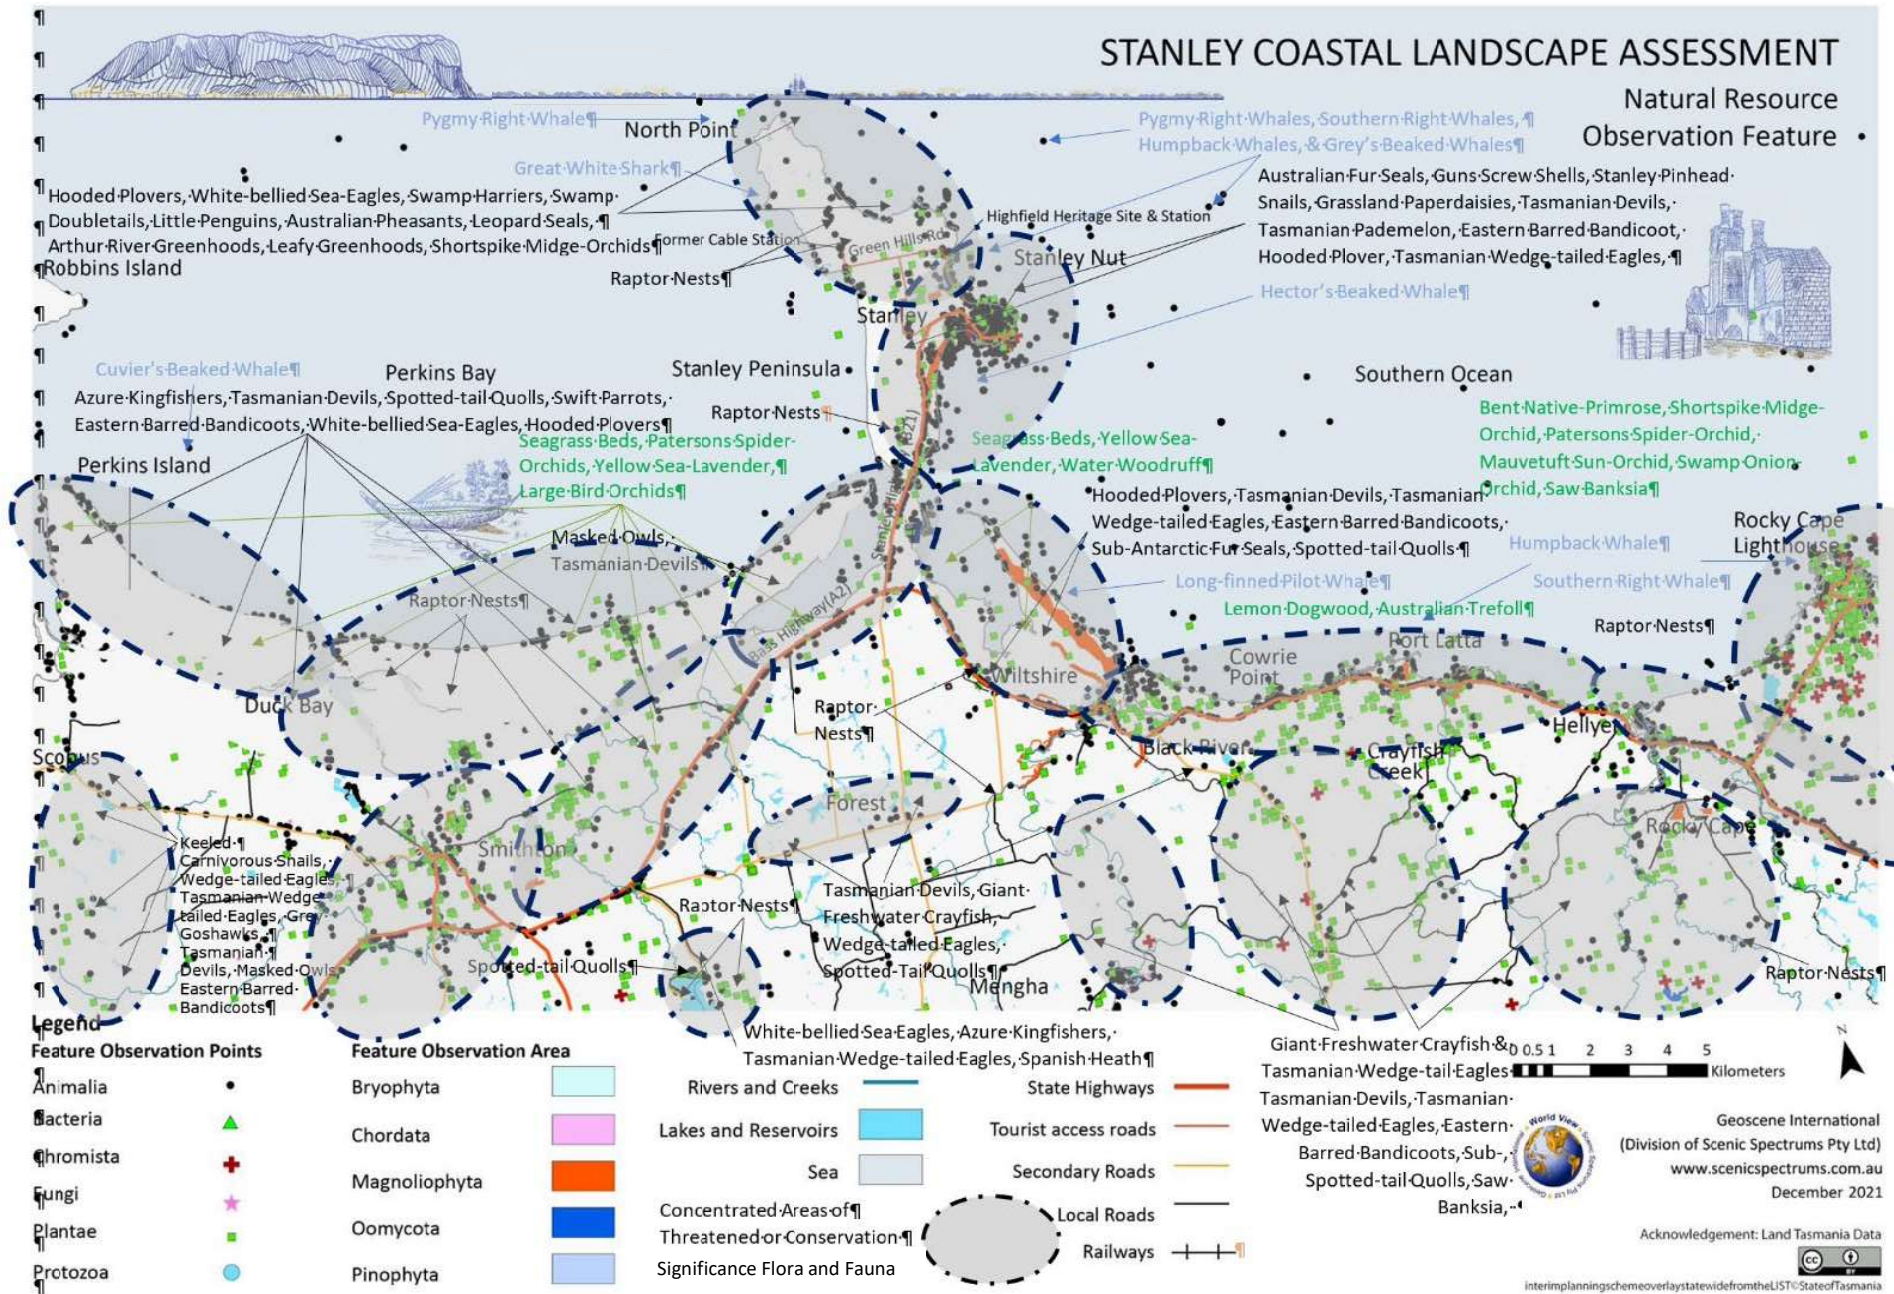 STANLEY COASTAL LANDSCAPE ASSESSMENT
Natural Resource
Observation Feature
Pygmy·Right·Whale¶
North Point
Pygmy·Right·Whales,·Southern·Right·Whales,·¶
Humpback·Whales,·&·Grey's·Beaked·Whales¶
Great·White·Shark¶
Hooded·Plovers,·White-bellied·Sea-Eagles,·Swamp·Harriers,·Swamp·
Doubletails,·Little·Penguins,·Australian·Pheasants,·Leopard·Seals,·¶
Arthur·River·Greenhoods,·Leafy·Greenhoods,·Shortspike·Midge-Orchids¶
Australian·Fur·Seals,·Guns·Screw·Shells,·Stanley·Pinhead·
Snails,·Grassland·Paperdaisies,·Tasmanian·Devils,·
Tasmanian·Pademelon,·Eastern·Barred·Bandicoot,·
Hooded·Plover,·Tasmanian·Wedge-tailed·Eagles,·¶
Highfield Heritage Site & Station
Former Cable Station
Green Hills Rd
Robbins Island
Raptor·Nests¶
Stanley Nut
Hector's·Beaked·Whale¶
Stanley
Cuvier's·Beaked·Whale¶
Perkins Bay
Stanley Peninsula
Southern Ocean
Azure·Kingfishers,·Tasmanian·Devils,·Spotted-tail·Quolls,·Swift·Parrots,·
Eastern·Barred·Bandicoots,·White-bellied·Sea-Eagles,·Hooded·Plovers¶
Raptor·Nests¶
B21)
Stanley High
Seagrass·Beds,·Patersons·Spider-
Orchids,·Yellow·Sea-Lavender,·¶
Large·Bird·Orchids¶
Seagrass·Beds,·Yellow·Sea-
Lavender,·Water·Woodruff¶
Bent·Native-Primrose,·Shortspike·Midge-
Orchid,·Patersons·Spider-Orchid,·
Mauvetuft·Sun-Orchid,·Swamp·Onion-
Orchid,·Saw·Banksia¶
Perkins Island
Hooded·Plovers,·Tasmanian·Devils,·Tasmanian·
Wedge-tailed·Eagles,·Eastern·Barred·Bandicoots,·
Sub-Antarctic·Fur·Seals,·Spotted-tail·Quolls·¶
Rocky Cape
Lighthouse
Masked·Owls,·
Tasmanian·Devils¶
Humpback·Whale¶
Long-finned·Pilot·Whale¶
Southern·Right·Whale¶
Raptor·Nests¶
Lemon·Dogwood,·Australian·Trefoll¶
Bass Highway(A2)
Raptor·Nests¶
Port Latta
Cowrie
Point
Wiltshire
Duck Bay
Raptor·
Nests¶
Hellyer
Scopus
Black River
Crayfish
Creek
Forest
Rocky Cape
Smithton
Keeled·¶
Carnivorous·Snails,·
Wedge-tailed·Eagles,·¶
Tasmanian·Wedge-
tailed·Eagles,·Grey·
Goshawks,·¶
Tasmanian·¶
Devils,·Masked·Owls,
Eastern·Barred·
Bandicoots¶
Raptor·Nests¶
Tasmanian·Devils,·Giant·
Freshwater·Crayfish,·
Wedge-tailed·Eagles,·
Spotted-Tail·Quolls¶
Spotted-tail·Quolls¶
Mengha
Raptor·Nests¶
White-bellied·Sea·Eagles,·Azure·Kingfishers,·
Tasmanian·Wedge-tailed·Eagles,·Spanish·Heath¶
Giant·Freshwater·Crayfish·&·
Tasmanian·Wedge-tail·Eagles·
Tasmanian·Devils,·Tasmanian·
Wedge-tailed·Eagles,·Eastern·
Barred·Bandicoots,·Sub-,·
Spotted-tail·Quolls,·Saw·
Banksia,·
Legend
Feature Observation Points
Animalia
Bacteria
Chromista
Fungi
Plantae
Protozoa
Feature Observation Area
Bryophyta
Chordata
Magnoliophyta
Oomycota
Pinophyta
Rivers and Creeks
Lakes and Reservoirs
Sea
Concentrated·Areas·of¶
Threatened·or·Conservation·¶
Significance Flora and Fauna
State Highways
Tourist access roads
Secondary Roads
Local Roads
Railways
0 0.5 1 2 3 4 5
Kilometers
N
World View
Geoscene International
(Division of Scenic Spectrums Pty Ltd)
www.scenicspectrums.com.au
December 2021
Acknowledgement: Land Tasmania Data
cc BY
interimplanningschemeoverlaystatewidefromtheLIST©StateofTasmania